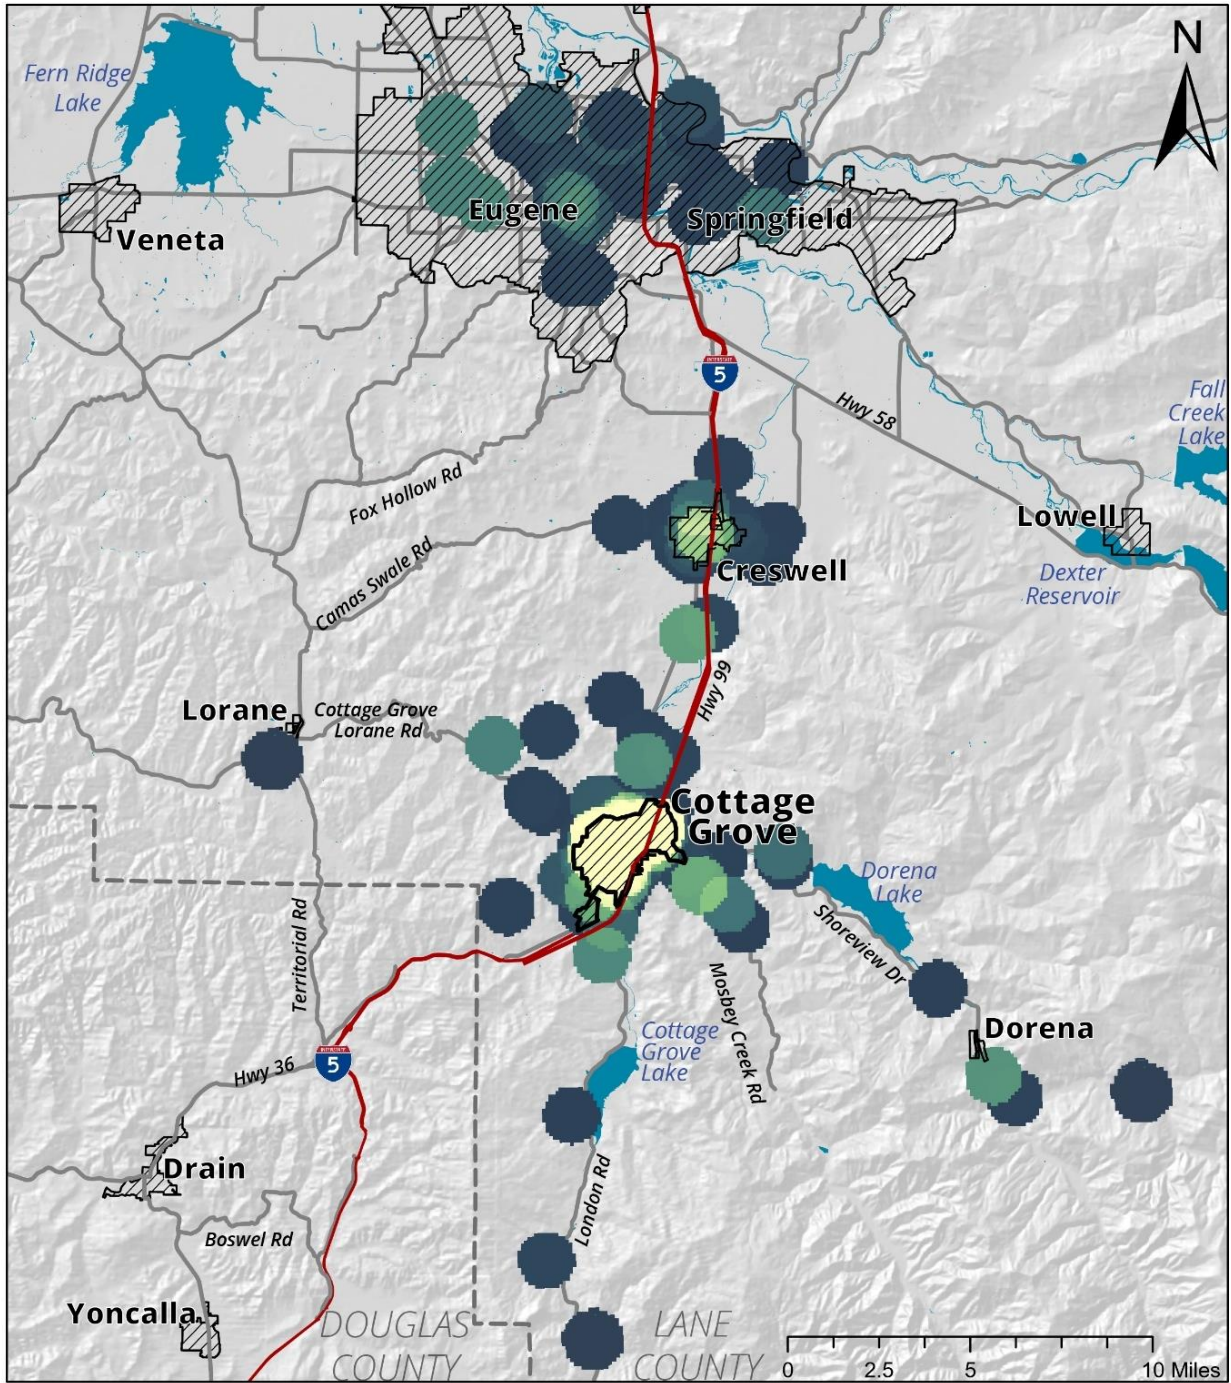 N
Fern Ridge
Lake
Eugene
Springfield
Veneta
INTERSTATE
5
Hwy 58
Fall
Creek
Lake
Fox Hollow Rd
Lowell
Camas Swale Rd
Creswell
Dexter
Reservoir
Hwy 99
Lorane
Cottage Grove
Lorane Rd
Cottage
Grove
Dorena
Lake
Territorial Rd
Shoreview Dr
Mosbey Creek Rd
Dorena
Cottage
Grove
Lake
INTERSTATE
5
Hwy 36
Drain
London Rd
Boswel Rd
Yoncalla
DOUGLAS
COUNTY
LANE
COUNTY
0 2.5 5 10 Miles